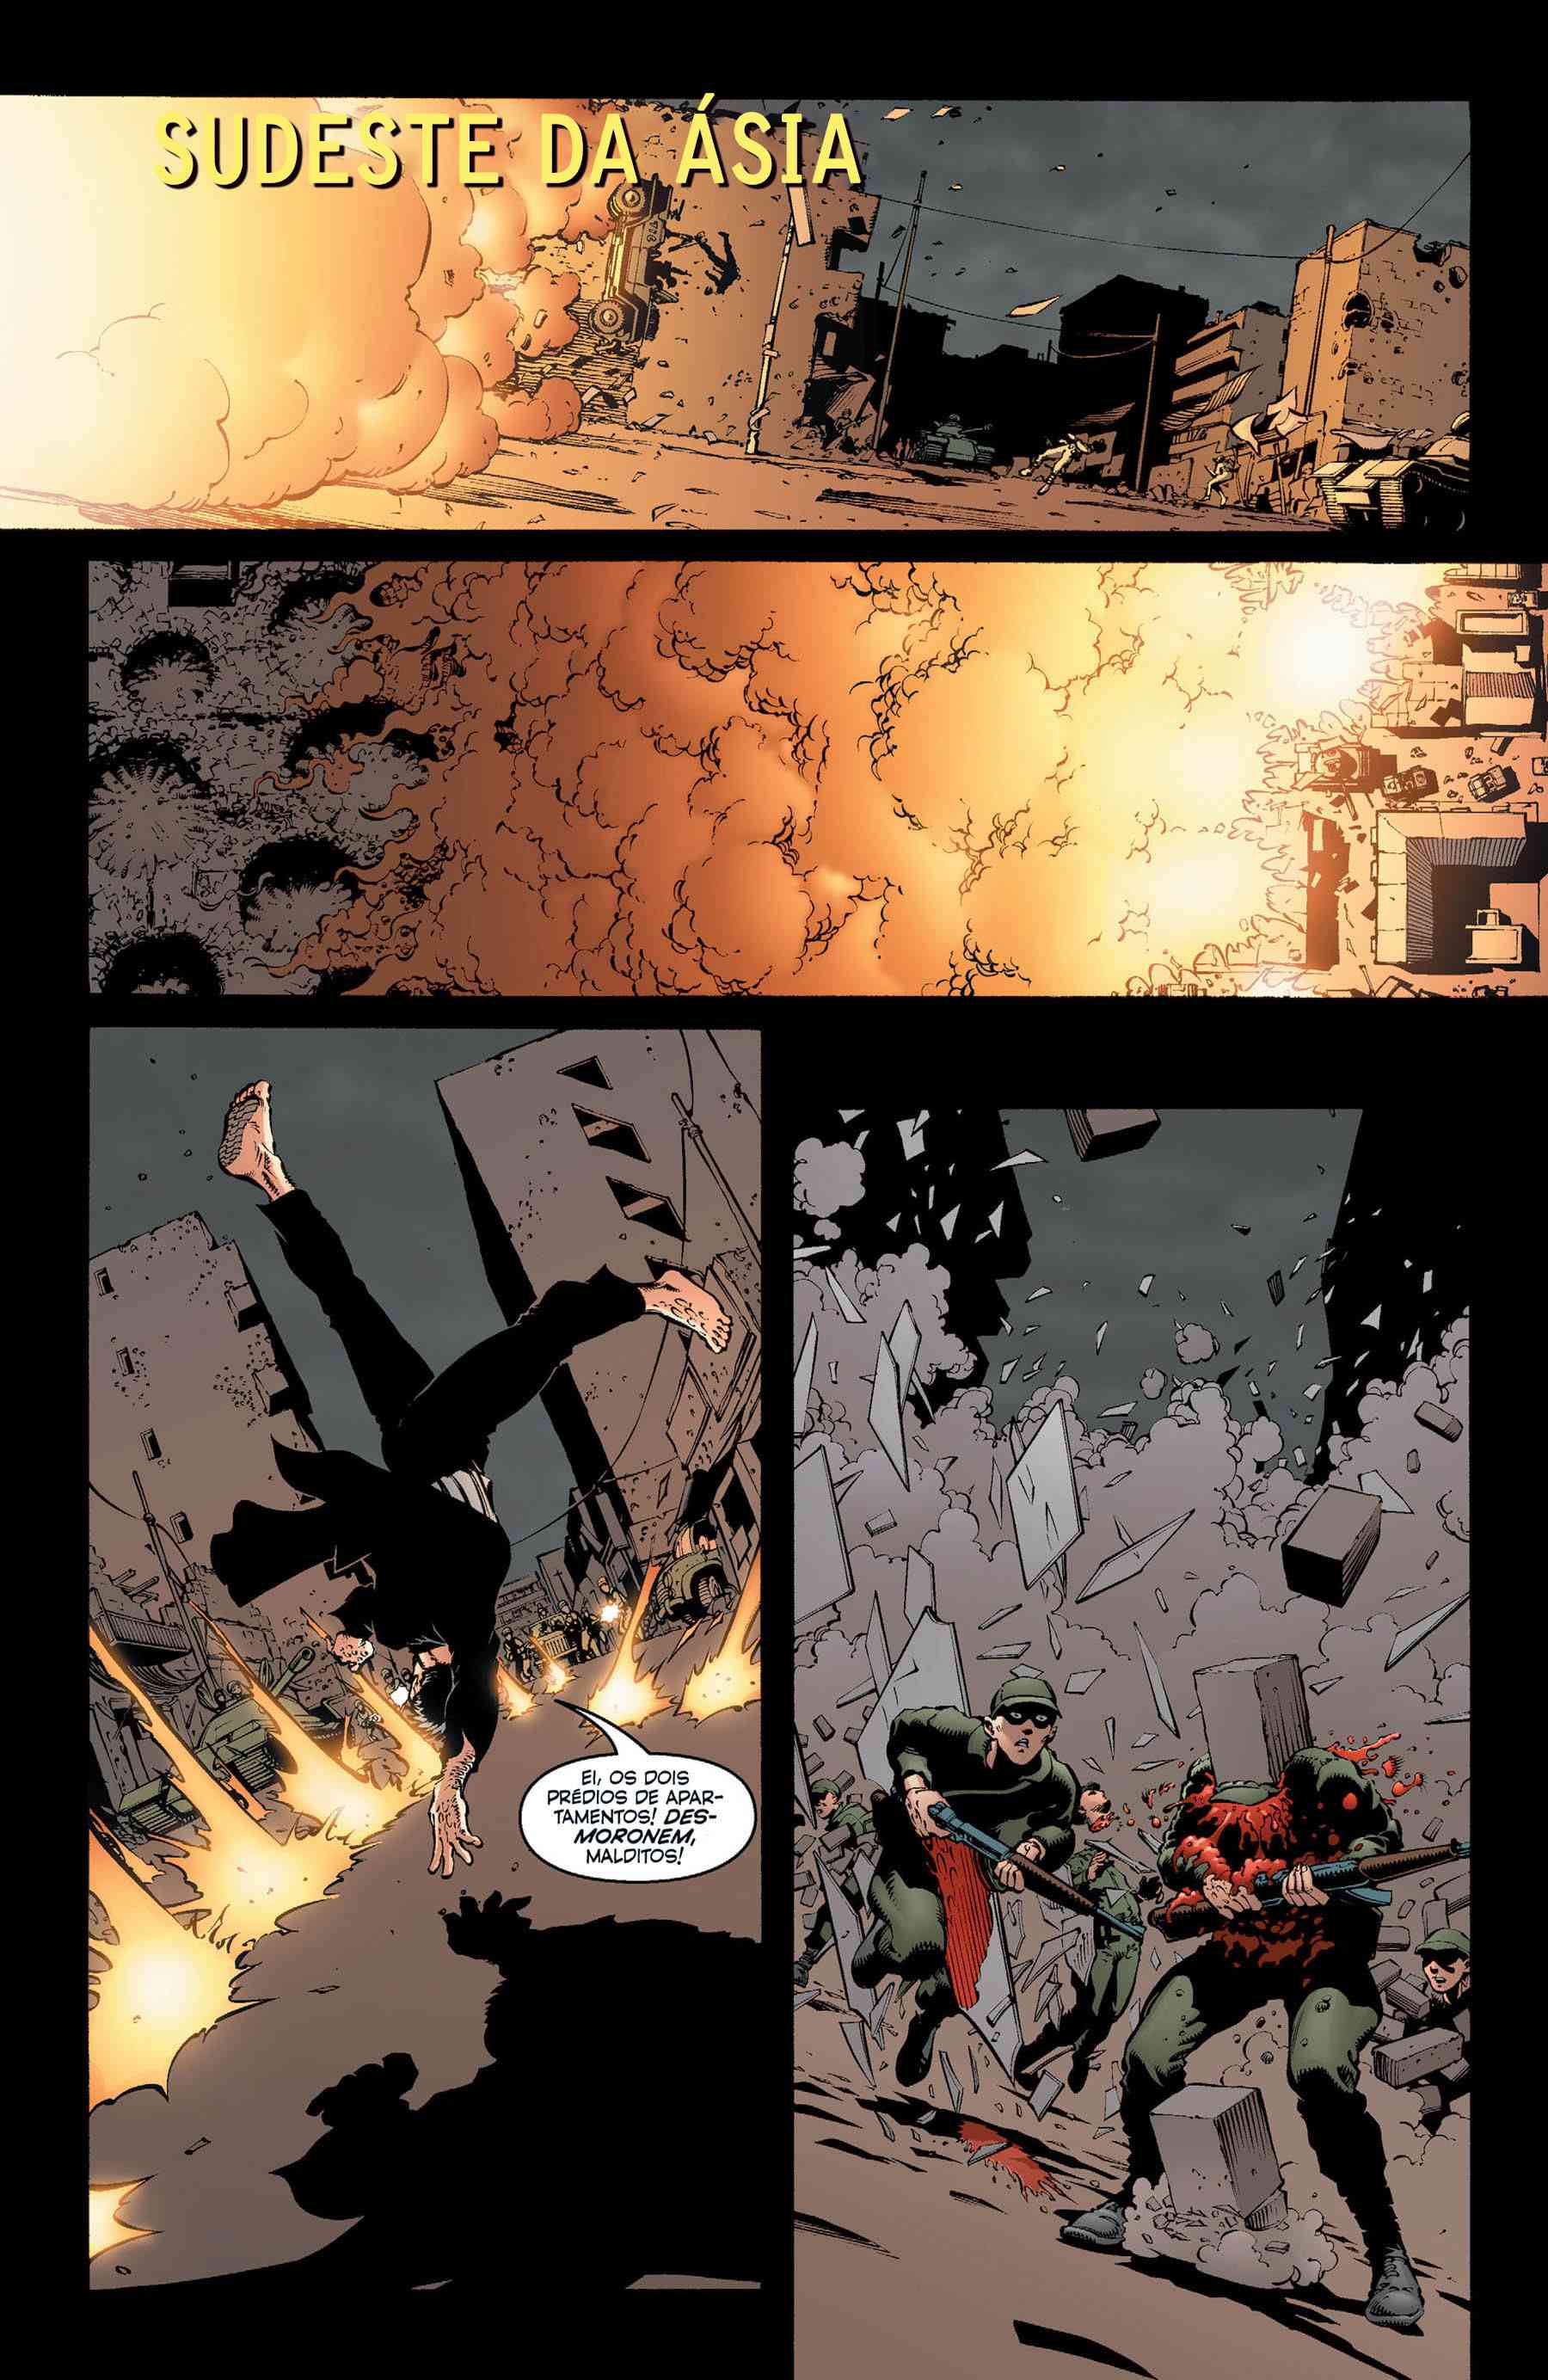 SUDESTE DA ÁSIA
EI, OS DOIS
PRÉDIOS DE APAR-
TAMENTOS! DES-
MORONEM,
MALDITOS!